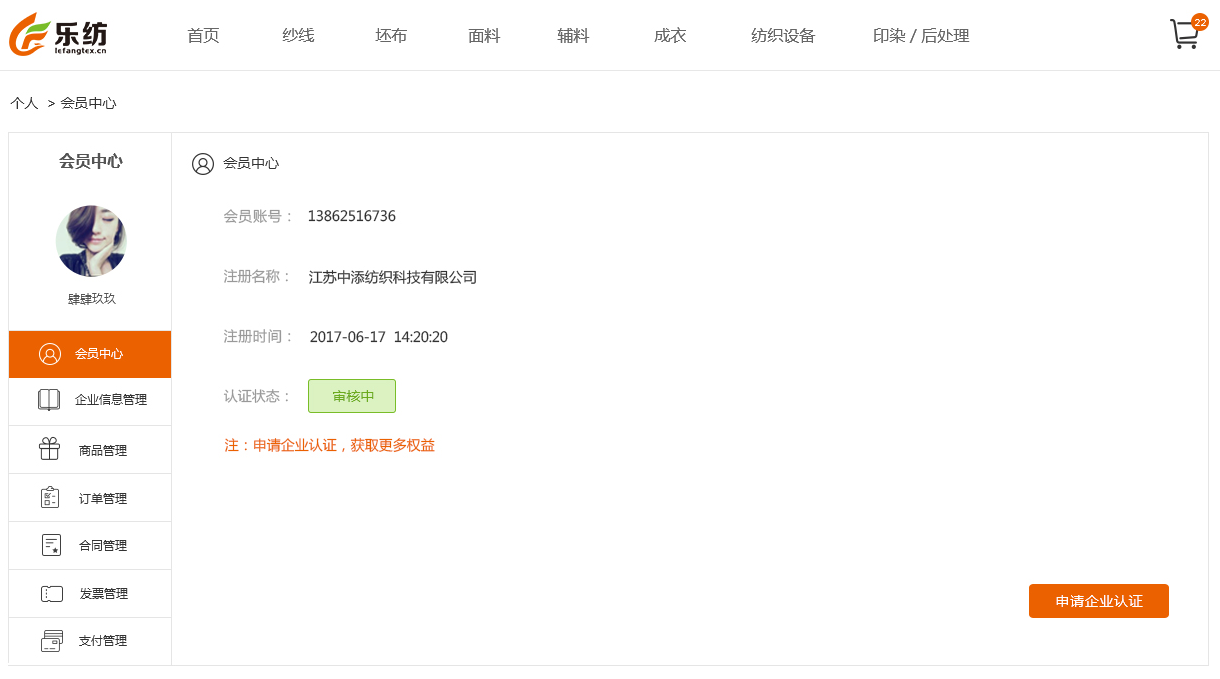 乐纺
lefangtex.cn
首页 纱线 坯布 面料 辅料 成衣 纺织设备 印染 / 后处理
22
个人 > 会员中心
会员中心
肆肆玖玖
会员中心
企业信息管理
商品管理
订单管理
合同管理
发票管理
支付管理
会员中心
会员账号： 13862516736
注册名称： 江苏中添纺织科技有限公司
注册时间： 2017-06-17 14:20:20
认证状态： 审核中
注：申请企业认证，获取更多权益
申请企业认证